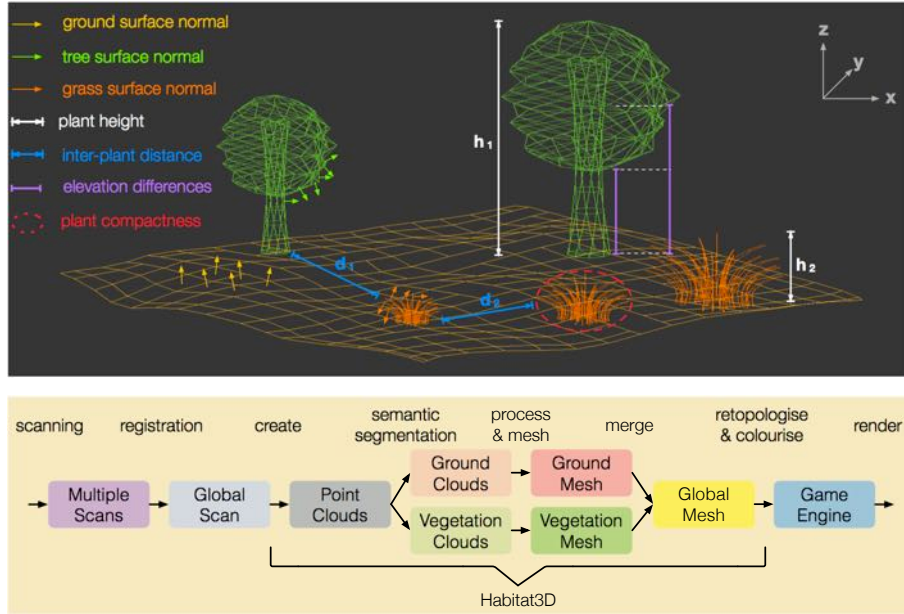 ground surface normal
tree surface normal
grass surface normal
plant height
inter-plant distance
elevation differences
plant compactness
h1
d1
d2
h2
z
y
x
scanning
registration
create
semantic
segmentation
process
& mesh
merge
retopologise
& colourise
render
Multiple
Scans
Global
Scan
Point
Clouds
Ground
Clouds
Vegetation
Clouds
Ground
Mesh
Vegetation
Mesh
Global
Mesh
Game
Engine
Habitat3D